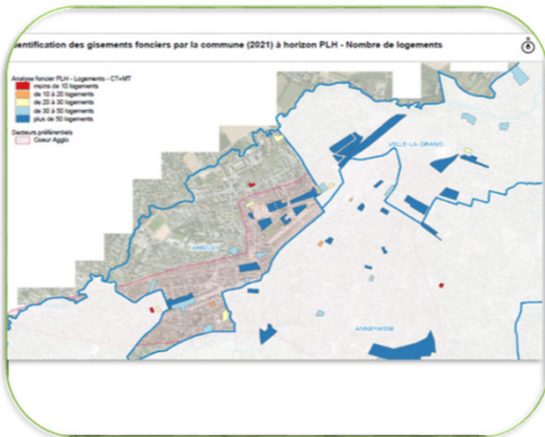 entification des gisements fonciers par la commune (2021) à horizon PLH - Nombre de logements
Analyse foncier PLH - Logements - CT+MT
moins de 10 logements
de 10 à 20 logements
de 20 à 30 logements
de 30 à 50 logements
plus de 50 logements
Secteurs préférentiels
Coeur Agglo
VILLE-LA-GRAND
AMBILLY
ANNEMASSE